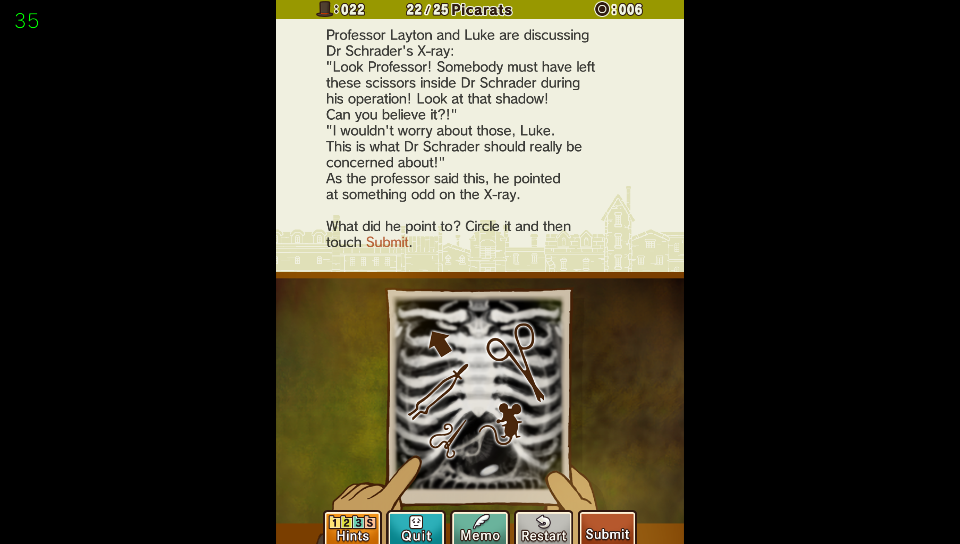 35
:022 22/25 Picarats :006
Professor Layton and Luke are discussing
Dr Schrader's X-ray:
"Look Professor! Somebody must have left
these scissors inside Dr Schrader during
his operation! Look at that shadow!
Can you believe it?!"
"I wouldn't worry about those, Luke.
This is what Dr Schrader should really be
concerned about!"
As the professor said this, he pointed
at something odd on the X-ray.
What did he point to? Circle it and then
touch Submit.
1 2 3 S
Hints Quit Memo Restart Submit